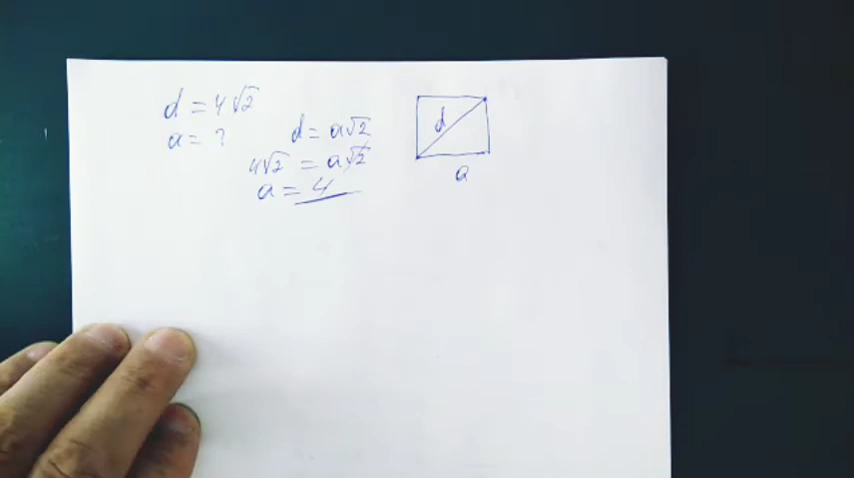 d = 4√2
a = ?
d = a√2
4√2 = a√2
a = 4
d
a